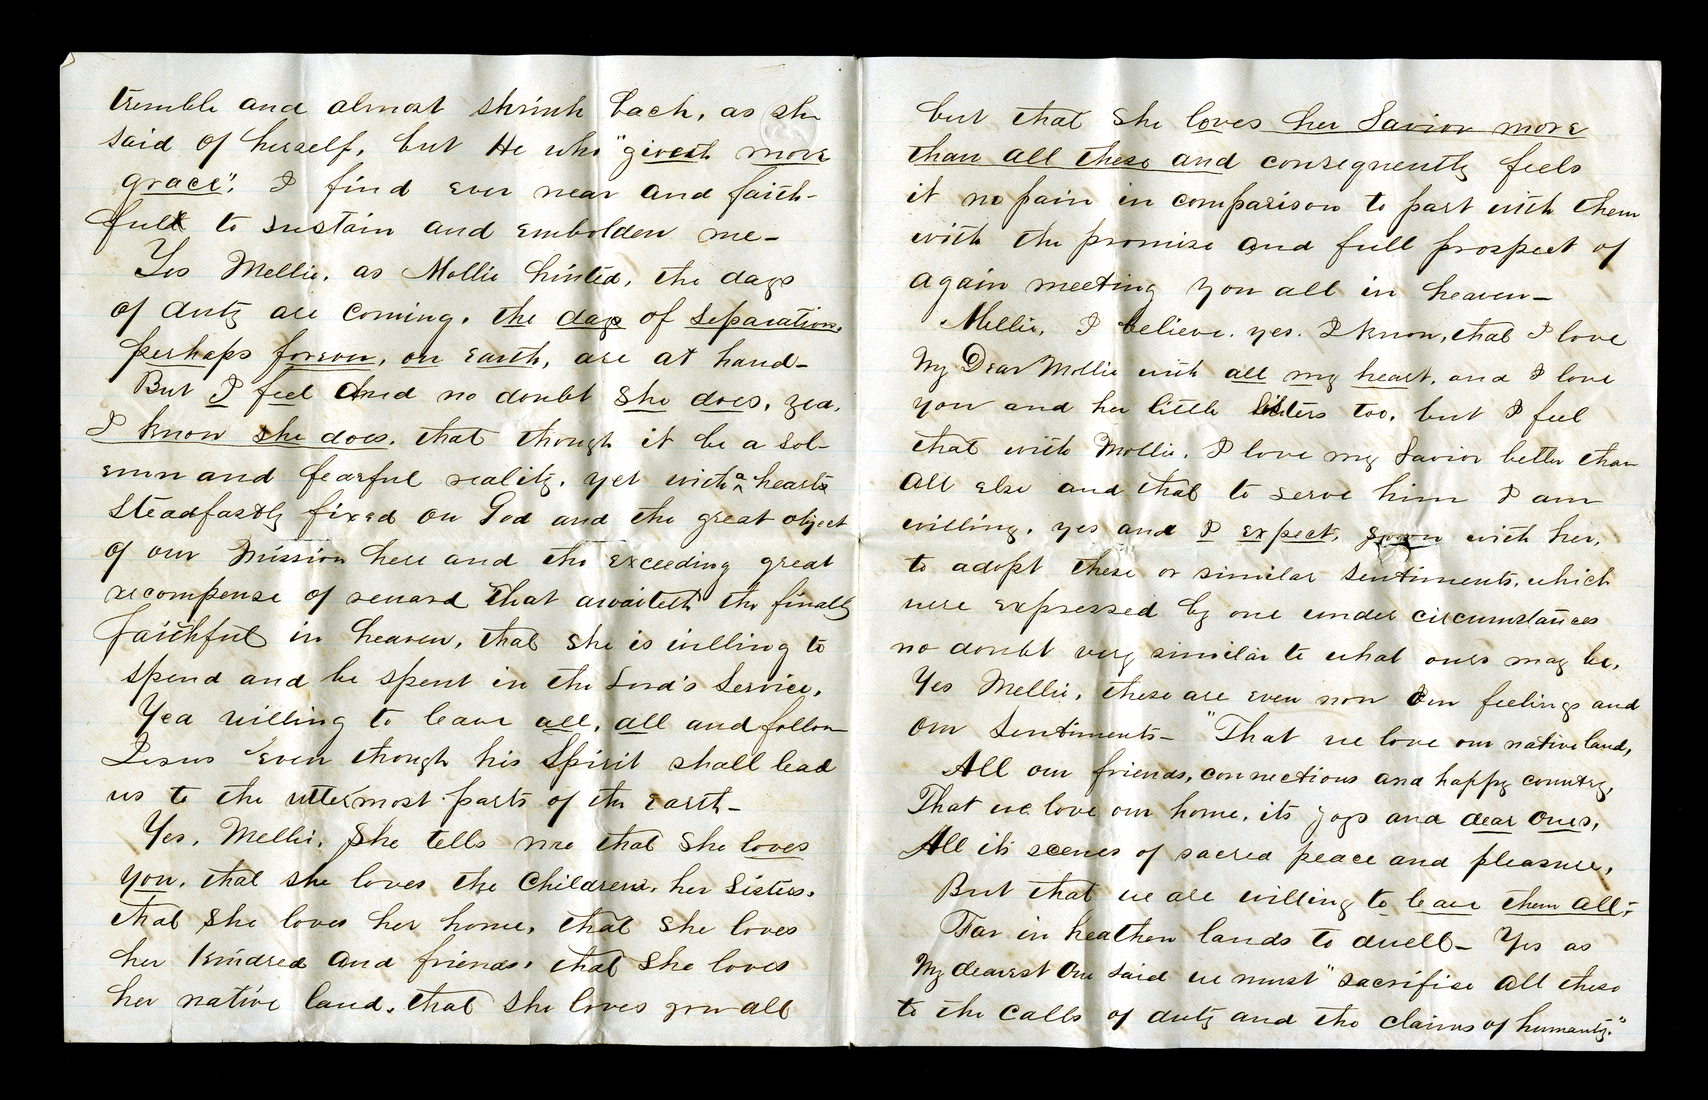 tremble and almost shrink back, as she
said of herself, but He who "giveth more
grace", I find ever near and faith-
full to sustain and embolden me-
Yes Mellie, as Mollie hinted, the days
of duty are coming, the days of separation,
perhaps forever, on earth, are at hand-
But I feel and no doubt she does, yea,
I know she does, that though it be a sol-
emn and fearful reality, yet with a hearts
steadfastly fixed on God and the great object
of our mission here and the exceeding great
recompense of reward that awaiteth the finally
faithful in heaven, that she is willing to
spend and be spent in the Lord's service,
Yea willing to leave all, all and follow
Jesus even though his Spirit shall lead
us to the uttermost parts of the earth-
Yes, Mellie, she tells me that she loves
you, that she loves the children, her sisters,
that she loves her home, that she loves
her kindred and friends, that she loves
her native land, that she loves you all
but that she loves her Savior more
than all these and consequently feels
it no pain in comparison to part with them
with the promise and full prospect of
again meeting you all in heaven-
Mellie, I believe, yes, I know, that I love
My Dear Mollie with all my heart, and I love
you and her little sisters too, but I feel
that with Mollie, I love my Savior better than
all else and that to serve him I am
willing, yes and I expect, soon with her,
to adopt these or similar sentiments, which
were expressed by one under circumstances
no doubt very similar to what ours may be.
Yes Mellie, these are even now our feelings and
our sentiments- "That we love our native land,
All our friends, connections and happy country,
That we love our home, its joys and dear ones,
All its scenes of sacred peace and pleasure,
But that we are willing to leave them all;
Far in heathen lands to dwell- Yes as
My dearest One said we must "sacrifice all these
to the calls of duty and the claims of humanity."